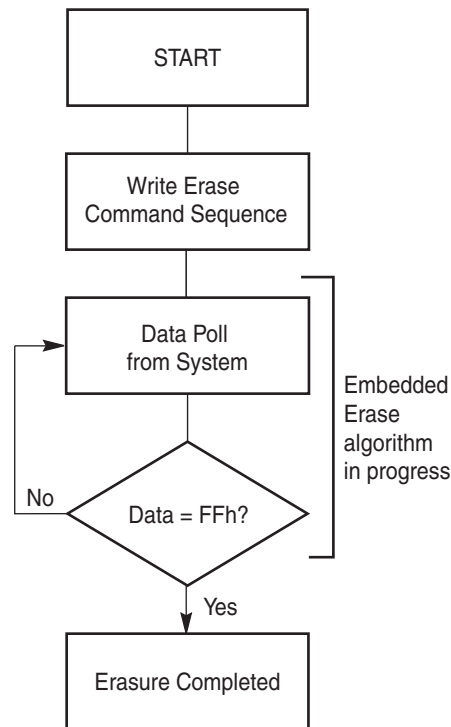 START
Write Erase
Command Sequence
Data Poll
from System
Embedded
Erase
algorithm
in progress
No
Data = FFh?
Yes
Erasure Completed